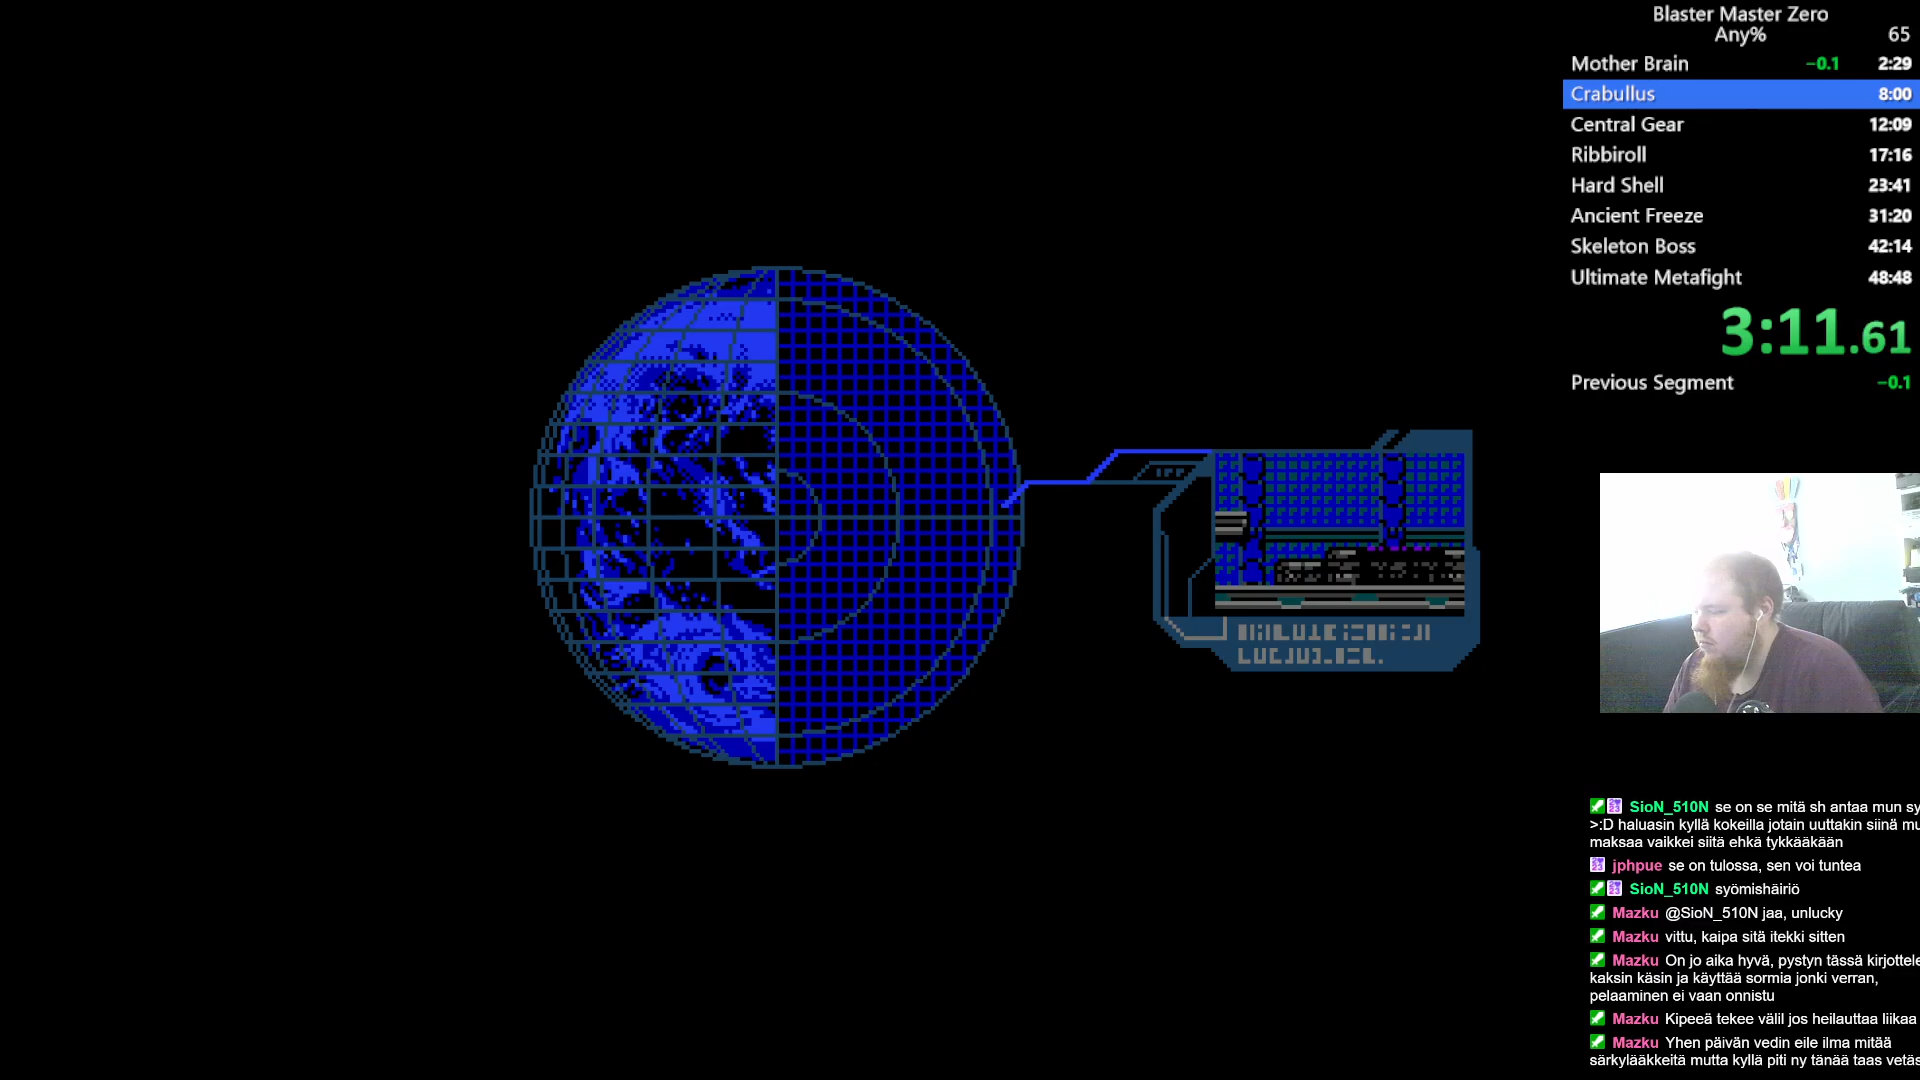 Blaster Master Zero
Any% 65
Mother Brain −0.1 2:29
Crabullus 8:00
Central Gear 12:09
Ribbiroll 17:16
Hard Shell 23:41
Ancient Freeze 31:20
Skeleton Boss 42:14
Ultimate Metafight 48:48
3:11.61
Previous Segment −0.1
SioN_510N se on se mitä sh antaa mun
>:D haluasin kyllä kokeilla jotain uuttakin siinä
maksaa vaikkei siitä ehkä tykkääkään
jphpue se on tulossa, sen voi tuntea
SioN_510N syömishäiriö
Mazku @SioN_510N jaa, unlucky
Mazku vittu, kaipa sitä itekki sitten
Mazku On jo aika hyvä, pystyn tässä
kaksin käsin ja käyttää sormia jonki verran,
pelaaminen ei vaan onnistu
Mazku Kipeeä tekee välil jos heilauttaa liikaa
Mazku Yhen päivän vedin eile ilma mitää
särkylääkkeitä mutta kyllä piti ny tänää taas